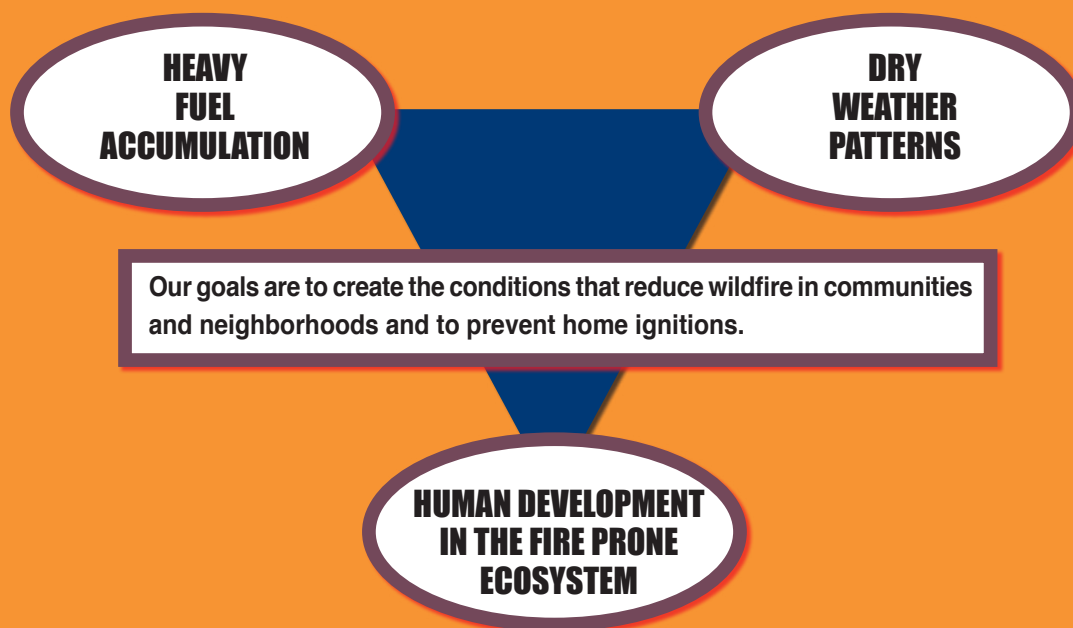 HEAVY
FUEL
ACCUMULATION
DRY
WEATHER
PATTERNS
Our goals are to create the conditions that reduce wildfire in communities
and neighborhoods and to prevent home ignitions.
HUMAN DEVELOPMENT
IN THE FIRE PRONE
ECOSYSTEM